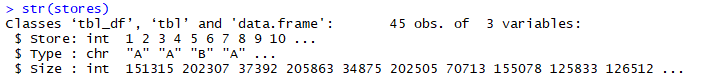 > str(stores)
Classes ‘tbl_df’, ‘tbl’ and 'data.frame':	45 obs. of  3 variables:
 $ Store: int  1 2 3 4 5 6 7 8 9 10 ...
 $ Type : chr  "A" "A" "B" "A" ...
 $ Size : int  151315 202307 37392 205863 34875 202505 70713 155078 125833 126512 ...